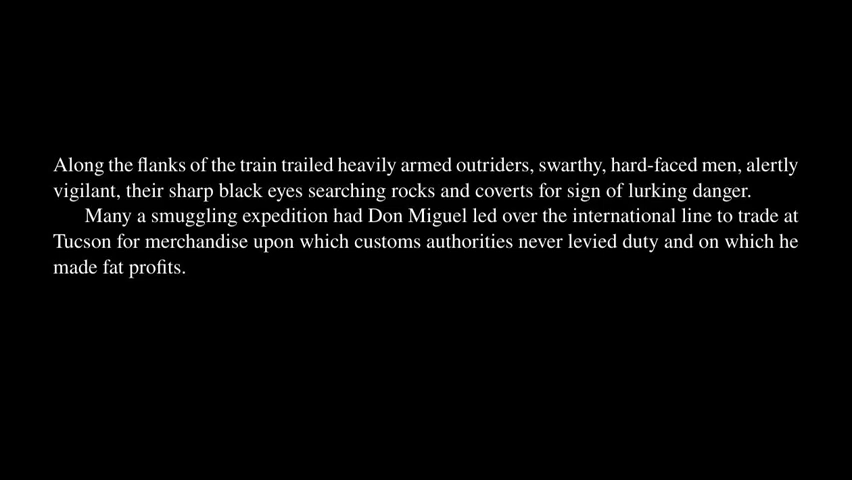 Along the flanks of the train trailed heavily armed outriders, swarthy, hard-faced men, alertly
vigilant, their sharp black eyes searching rocks and coverts for sign of lurking danger.
Many a smuggling expedition had Don Miguel led over the international line to trade at
Tucson for merchandise upon which customs authorities never levied duty and on which he
made fat profits.